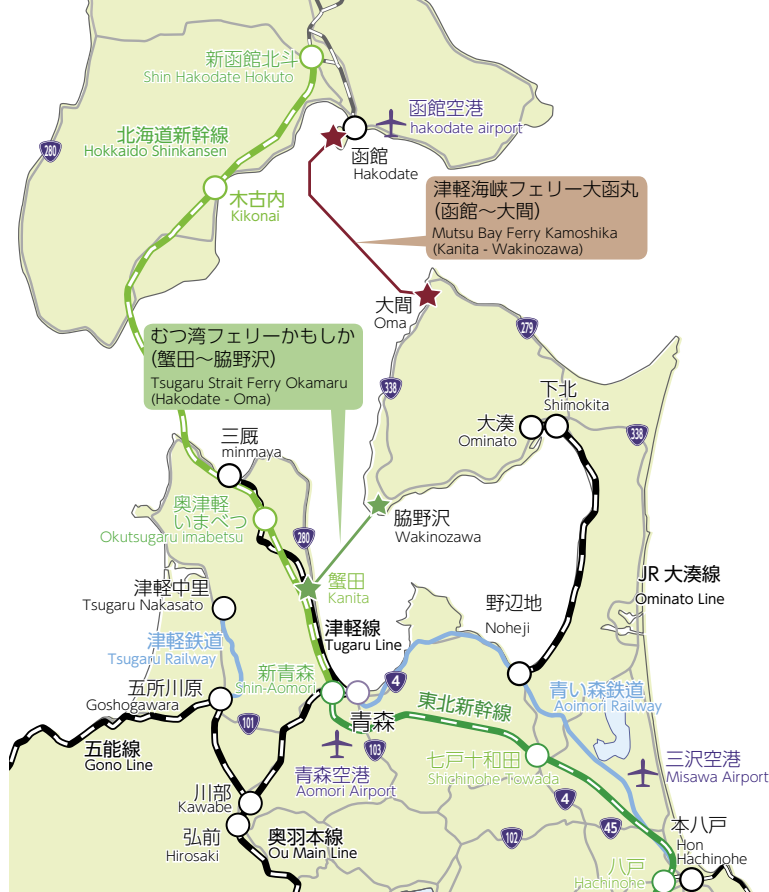 新函館北斗
Shin Hakodate Hokuto
函館空港
hakodate airport
北海道新幹線
Hokkaido Shinkansen
280
函館
Hakodate
木古内
Kikonai
津軽海峡フェリー大函丸
(函館～大間)
Mutsu Bay Ferry Kamoshika
(Kanita - Wakinozawa)
大間
Oma
279
むつ湾フェリーかもしか
(蟹田～脇野沢)
Tsugaru Strait Ferry Okamaru
(Hakodate - Oma)
338
下北
Shimokita
大湊
Ominato
338
三厩
minmaya
奥津軽
いまべつ
Okutsugaru imabetsu
280
脇野沢
Wakinozawa
蟹田
Kanita
JR 大湊線
Ominato Line
津軽中里
Tsugaru Nakasato
野辺地
Noheji
津軽線
Tugaru Line
津軽鉄道
Tsugaru Railway
新青森
Shin-Aomori
4
五所川原
Goshogawara
青森
東北新幹線
青い森鉄道
Aoimori Railway
101
103
五能線
Gono Line
青森空港
Aomori Airport
七戸十和田
Shichinohe Towada
三沢空港
Misawa Airport
川部
Kawabe
4
45
弘前
Hirosaki
奥羽本線
Ou Main Line
102
本八戸
Hon
Hachinohe
八戸
Hachinohe